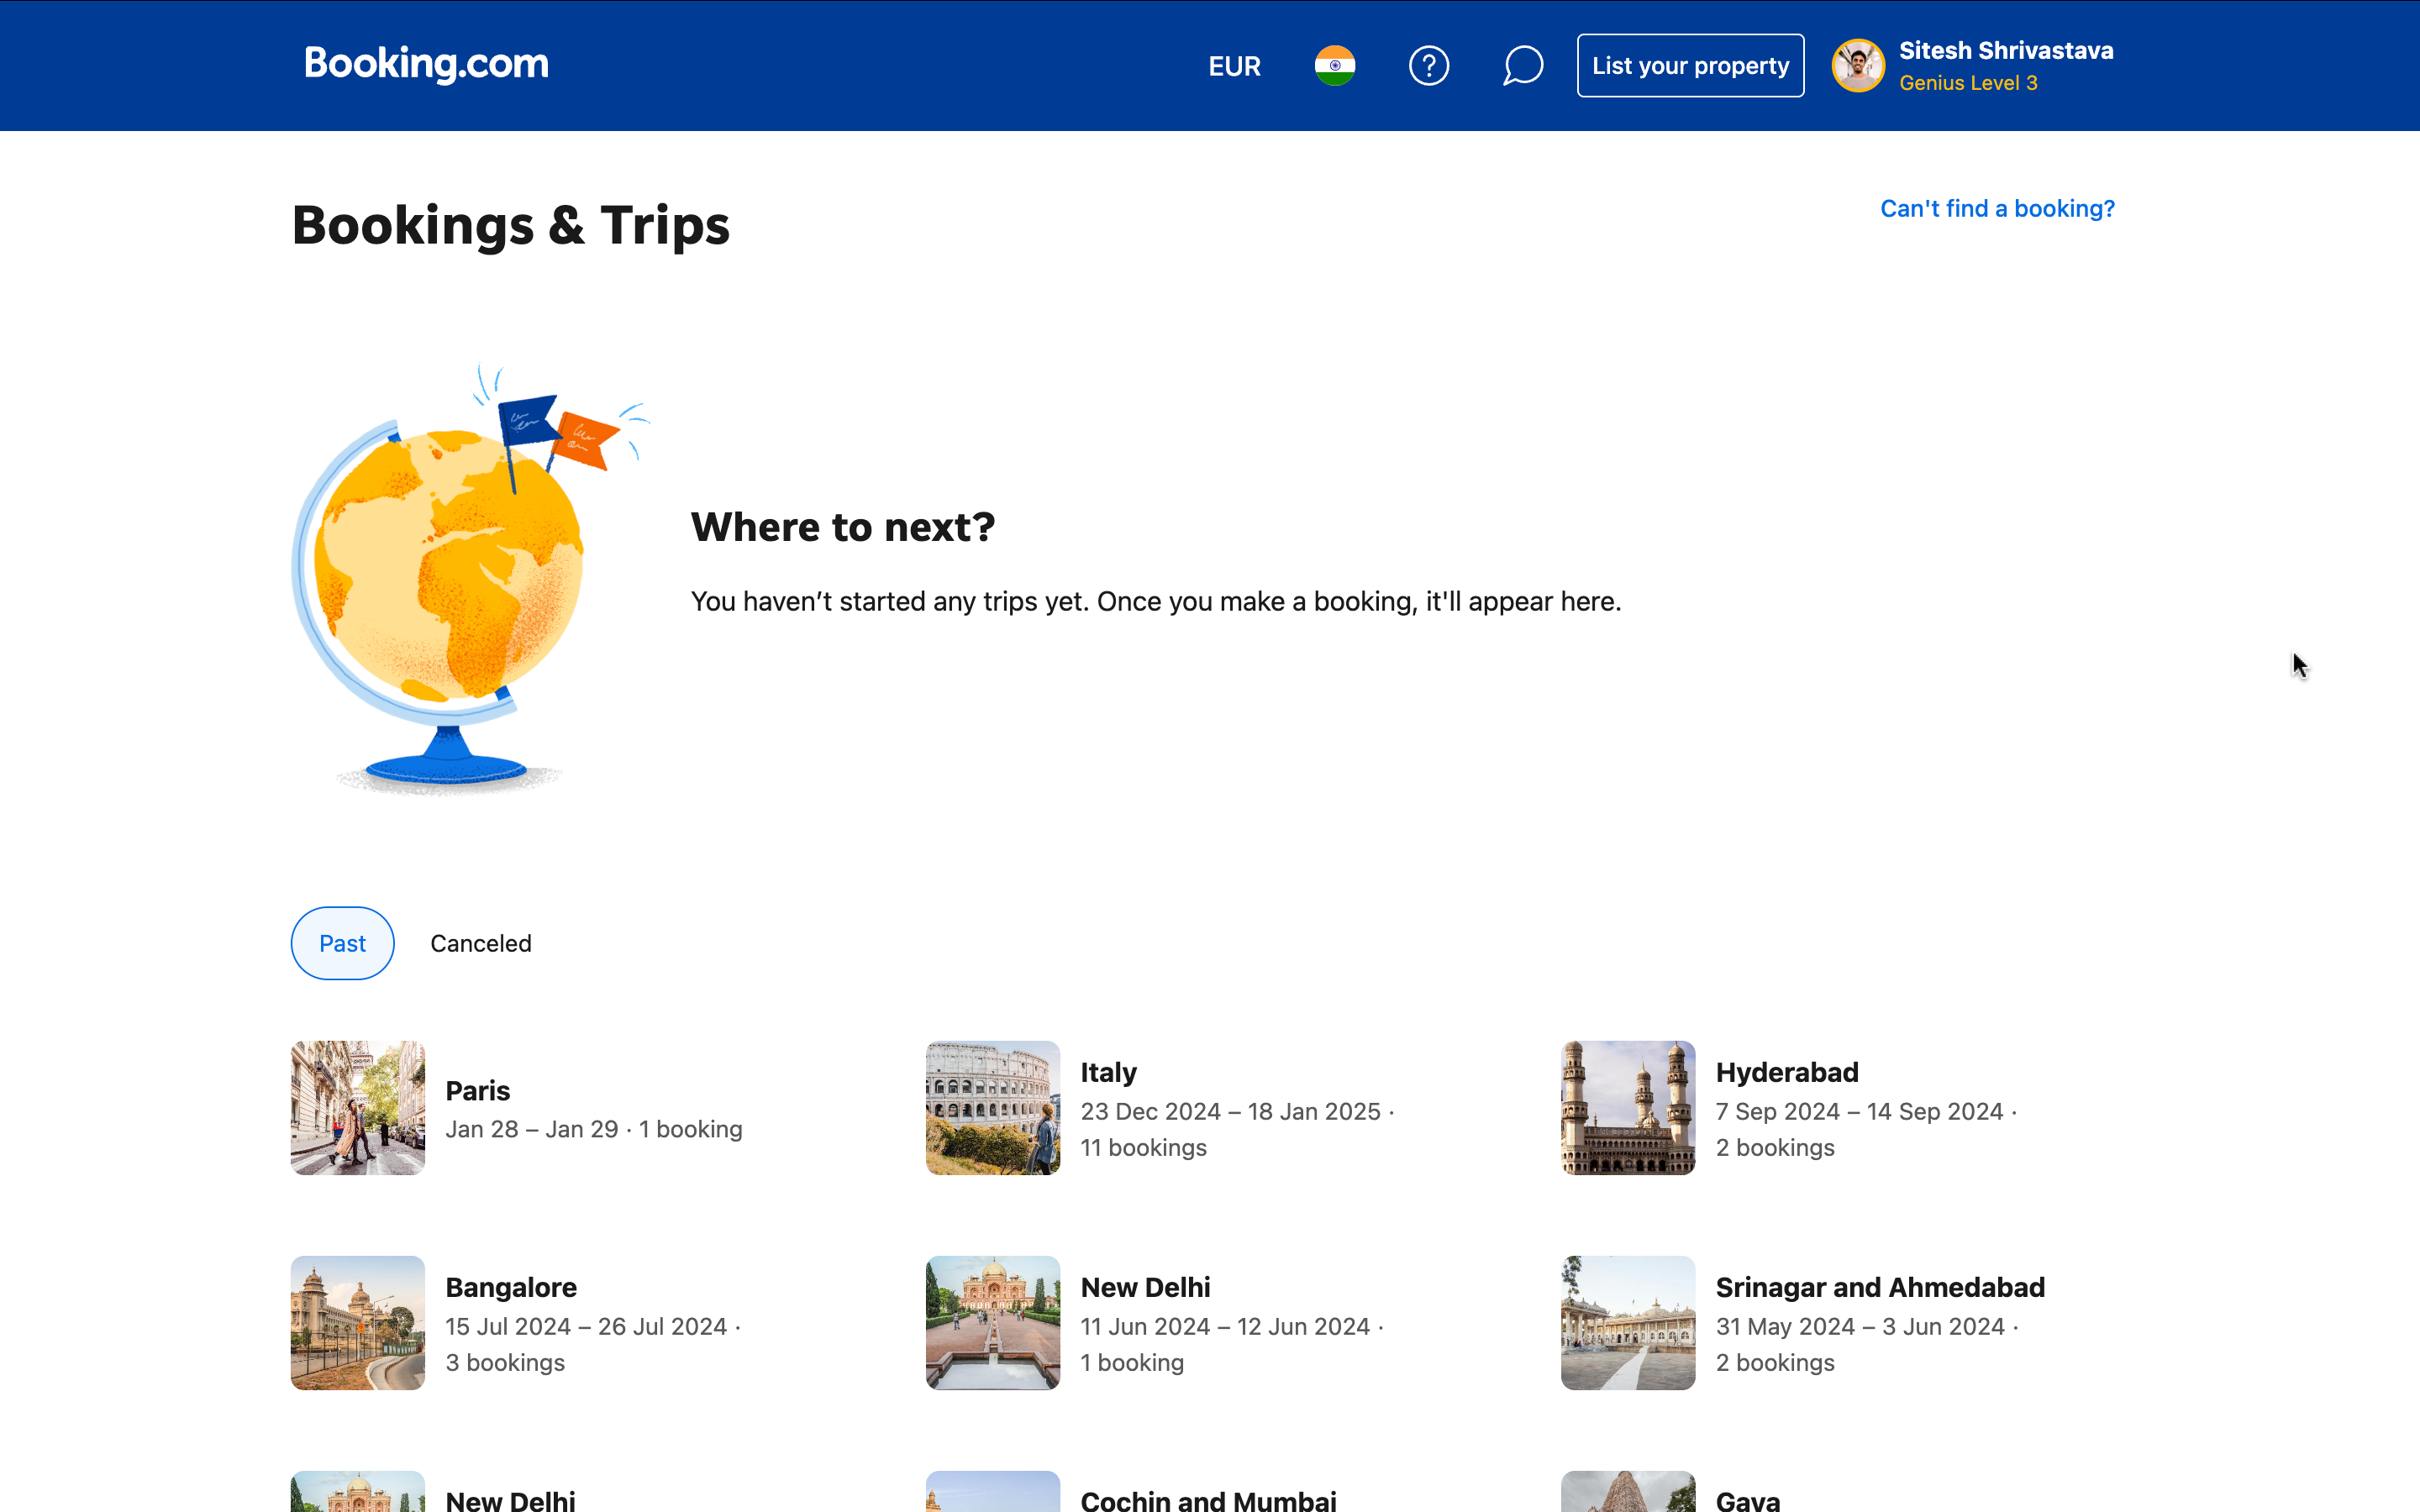 Booking.com
EUR
List your property
Sitesh Shrivastava
Genius Level 3
Bookings & Trips
Can't find a booking?
Where to next?
You haven’t started any trips yet. Once you make a booking, it'll appear here.
Past
Canceled
Paris
Jan 28 – Jan 29 · 1 booking
Italy
23 Dec 2024 – 18 Jan 2025 ·
11 bookings
Hyderabad
7 Sep 2024 – 14 Sep 2024 ·
2 bookings
Bangalore
15 Jul 2024 – 26 Jul 2024 ·
3 bookings
New Delhi
11 Jun 2024 – 12 Jun 2024 ·
1 booking
Srinagar and Ahmedabad
31 May 2024 – 3 Jun 2024 ·
2 bookings
New Delhi
Cochin and Mumbai
Gaya